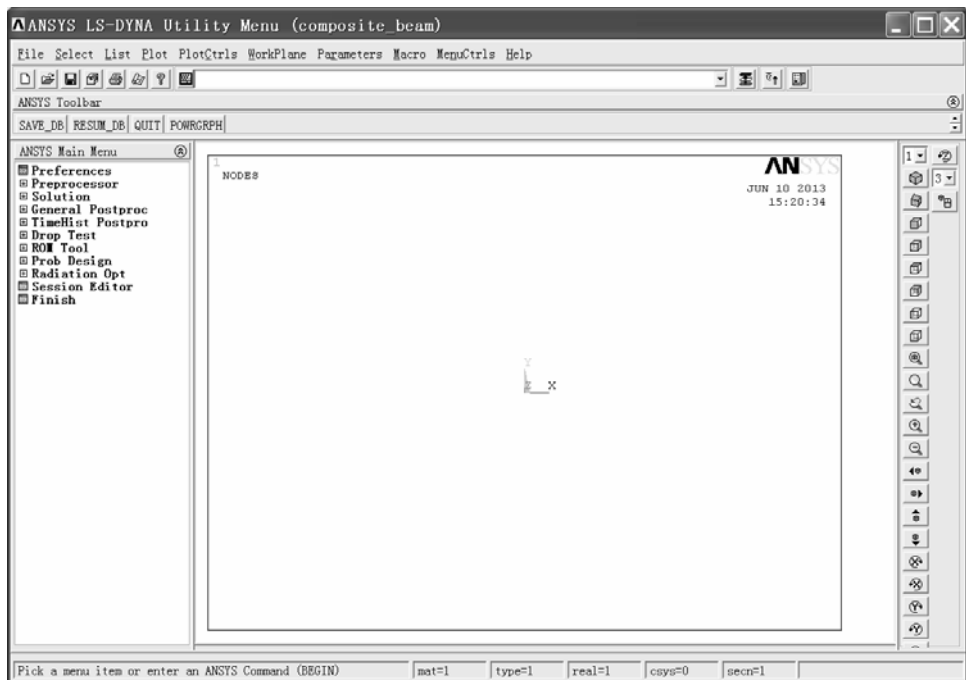 ANSYS LS-DYNA Utility Menu (composite_beam)
File Select List Plot PlotCtrls WorkPlane Parameters Macro MenuCtrls Help
ANSYS Toolbar
SAVE_DB RESUM_DB QUIT POWRGRPH
ANSYS Main Menu
Preferences
Preprocessor
Solution
General Postproc
TimeHist Postpro
Drop Test
ROM Tool
Prob Design
Radiation Opt
Session Editor
Finish
1
NODES
ANSYS
JUN 10 2013
15:20:34
Y
Z X
1
3
Pick a menu item or enter an ANSYS Command (BEGIN) mat=1 type=1 real=1 csys=0 secn=1